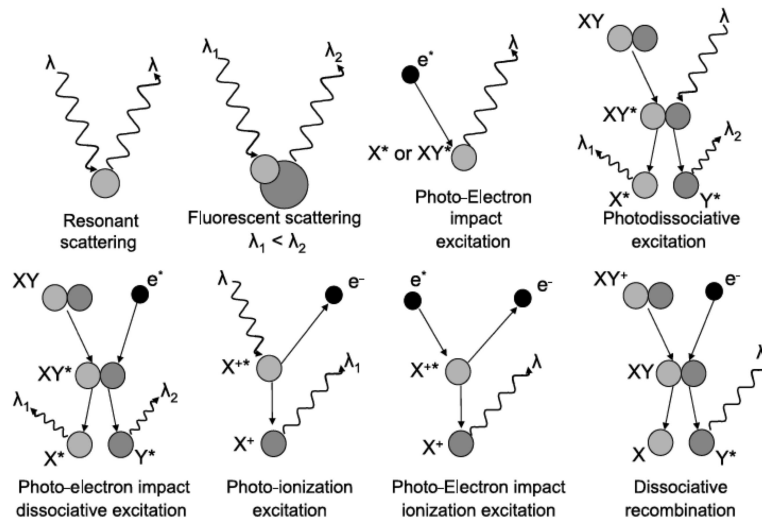 λ
λ
Resonant
scattering
λ1
λ2
Fluorescent scattering
λ1 < λ2
e*
λ
X* or XY*
Photo-Electron
impact
excitation
XY
λ
XY*
λ1
λ2
X*
Y*
Photodissociative
excitation
XY
e*
XY*
λ1
λ2
X*
Y*
Photo-electron impact
dissociative excitation
λ
e-
X+*
λ1
X+
Photo-ionization
excitation
e*
e-
X+*
λ
X+
Photo-Electron impact
ionization excitation
XY+
e-
XY
λ
X
Y*
Dissociative
recombination